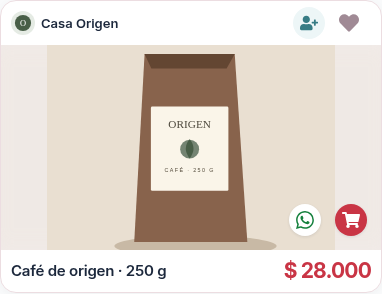 O
Casa Origen
ORIGEN
CAFÉ · 250 G
Café de origen · 250 g
$ 28.000